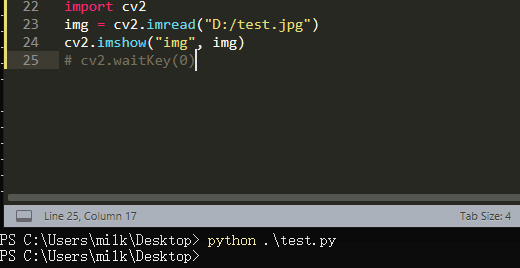 22 import cv2
23 img = cv2.imread("D:/test.jpg")
24 cv2.imshow("img", img)
25 # cv2.waitKey(0)
Line 25, Column 17 Tab Size: 4
PS C:\Users\milk\Desktop> python .\test.py
PS C:\Users\milk\Desktop>